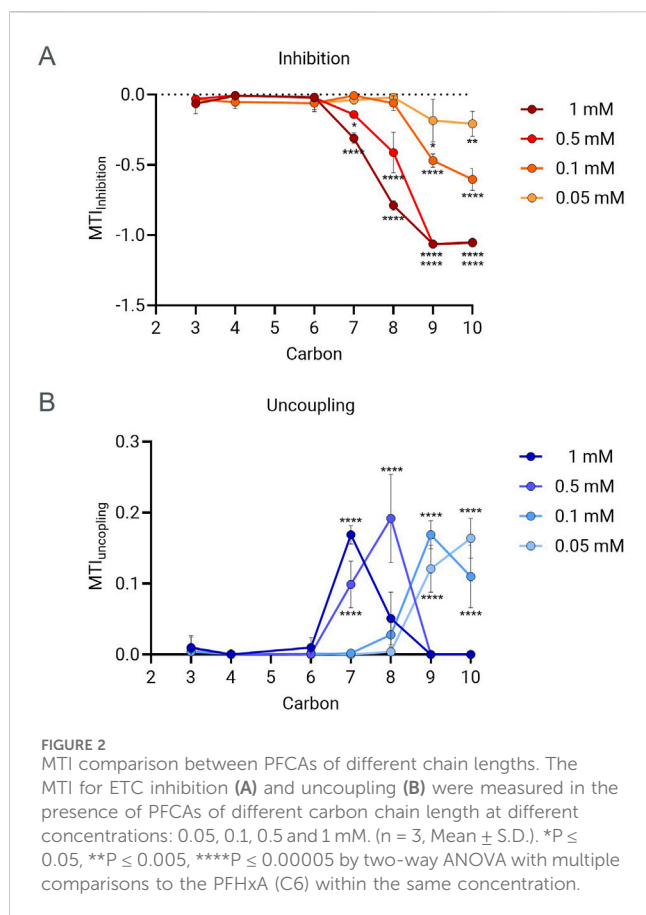 A
Inhibition
MTIInhibition
0.0
-0.5
-1.0
-1.5
2 3 4 5 6 7 8 9 10
Carbon
* **** **** **** * **** ** **** **** **** **** ****
1 mM
0.5 mM
0.1 mM
0.05 mM
B
Uncoupling
MTIuncopling
0.3
0.2
0.1
0.0
2 3 4 5 6 7 8 9 10
Carbon
**** **** **** **** **** **** ****
1 mM
0.5 mM
0.1 mM
0.05 mM
FIGURE 2
MTI comparison between PFCAs of different chain lengths. The
MTI for ETC inhibition (A) and uncoupling (B) were measured in the
presence of PFCAs of different carbon chain length at different
concentrations: 0.05, 0.1, 0.5 and 1 mM. (n = 3, Mean ± S.D.). *P ≤
0.05, **P ≤ 0.005, ****P ≤ 0.00005 by two-way ANOVA with multiple
comparisons to the PFHxA (C6) within the same concentration.